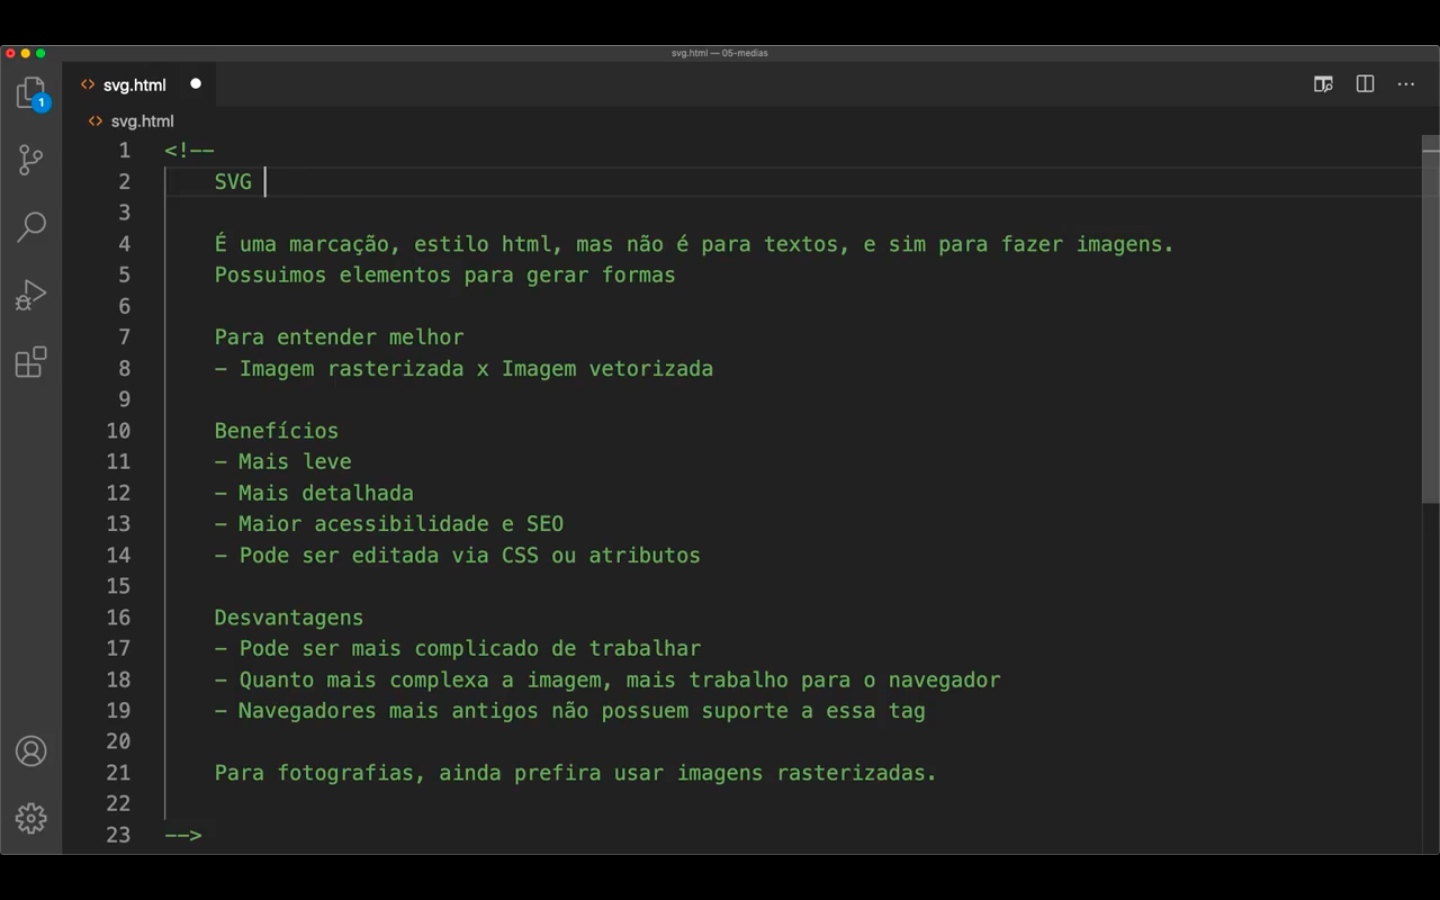 svg.html — 05-medias
svg.html
1
svg.html
1 <!--
2 SVG
3
4 É uma marcação, estilo html, mas não é para textos, e sim para fazer imagens.
5 Possuimos elementos para gerar formas
6
7 Para entender melhor
8 - Imagem rasterizada x Imagem vetorizada
9
10 Benefícios
11 - Mais leve
12 - Mais detalhada
13 - Maior acessibilidade e SEO
14 - Pode ser editada via CSS ou atributos
15
16 Desvantagens
17 - Pode ser mais complicado de trabalhar
18 - Quanto mais complexa a imagem, mais trabalho para o navegador
19 - Navegadores mais antigos não possuem suporte a essa tag
20
21 Para fotografias, ainda prefira usar imagens rasterizadas.
22
23 -->